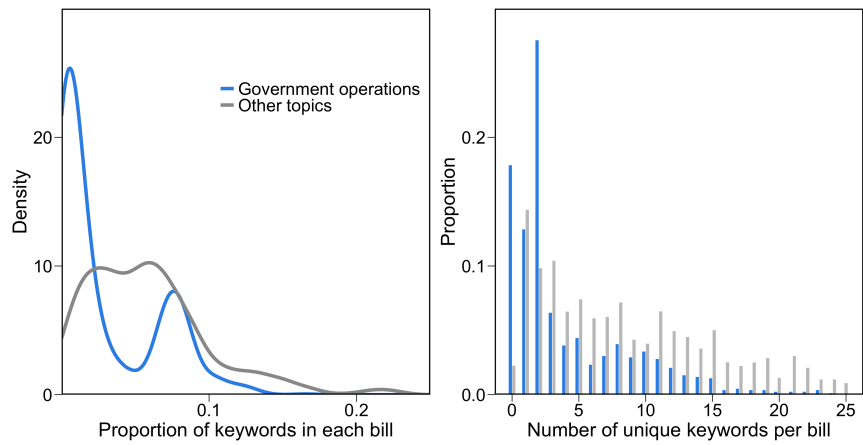 Density
20
10
0
0.1
0.2
Proportion of keywords in each bill
Government operations
Other topics
Proportion
0.2
0.1
0.0
0
5
10
15
20
25
Number of unique keywords per bill